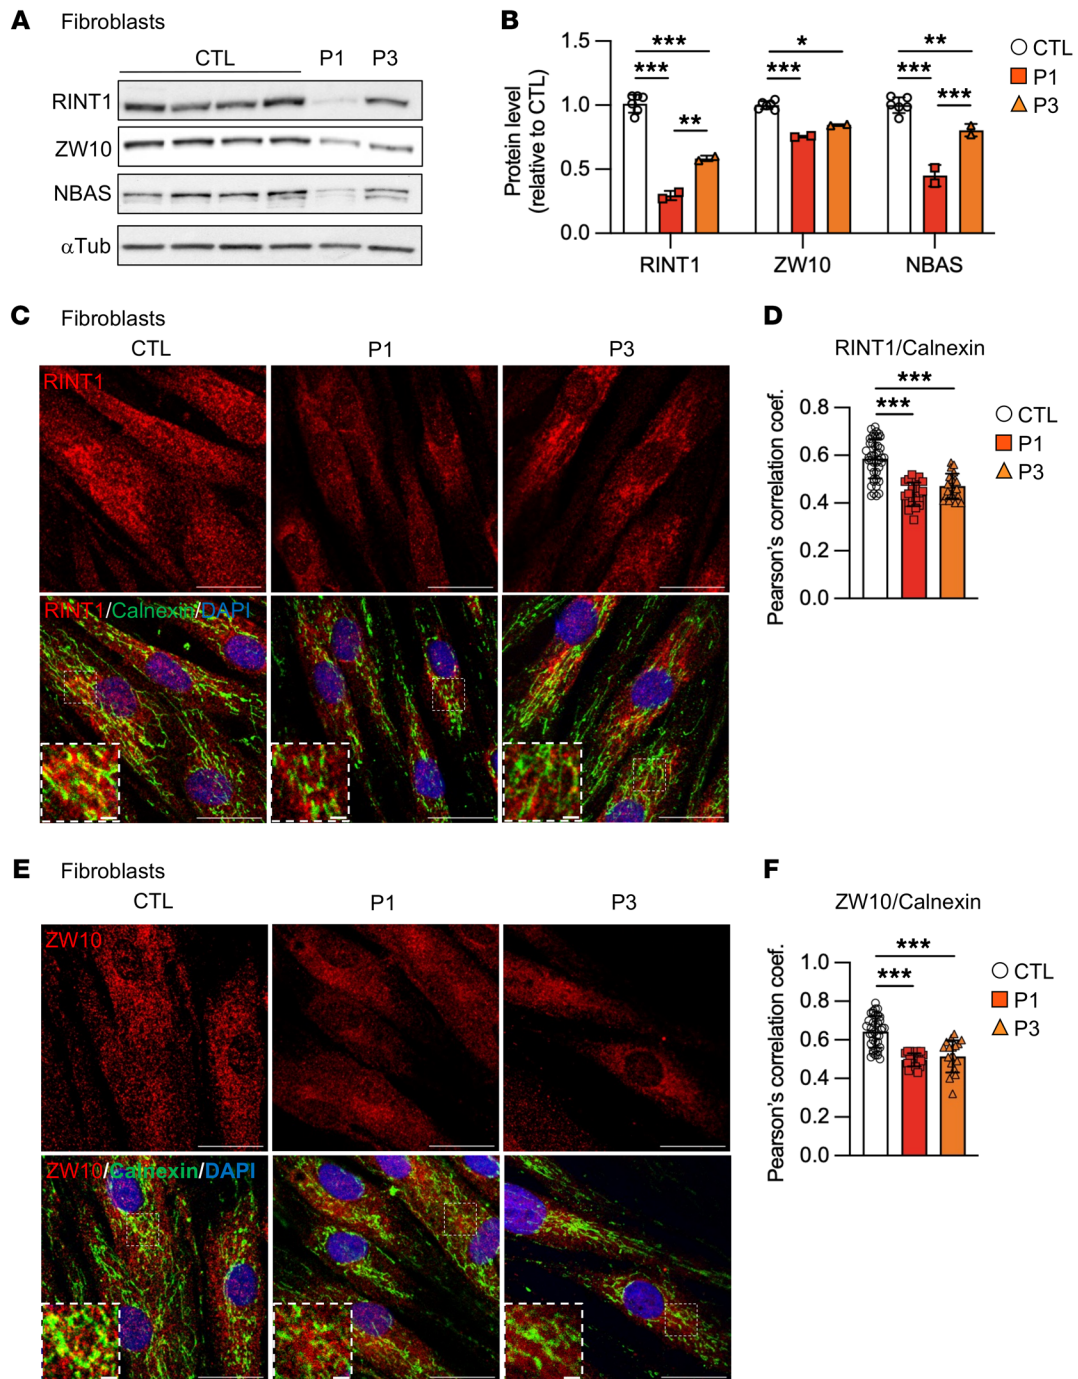 A Fibroblasts
CTL P1 P3
RINT1
ZW10
NBAS
αTub
B
Protein level
(relative to CTL)
1.5
1.0
0.5
0.0
*** * **
*** *** ***
** ***
RINT1 ZW10 NBAS
CTL
P1
P3
C Fibroblasts
CTL P1 P3
RINT1
RINT1/Calnexin/DAPI
D
RINT1/Calnexin
Pearson's correlation coef.
0.8
0.6
0.4
0.2
0.0
***
***
CTL
P1
P3
E Fibroblasts
CTL P1 P3
ZW10
ZW10/Calnexin/DAPI
F
ZW10/Calnexin
Pearson's correlation coef.
1.0
0.8
0.6
0.4
0.2
0.0
***
***
CTL
P1
P3